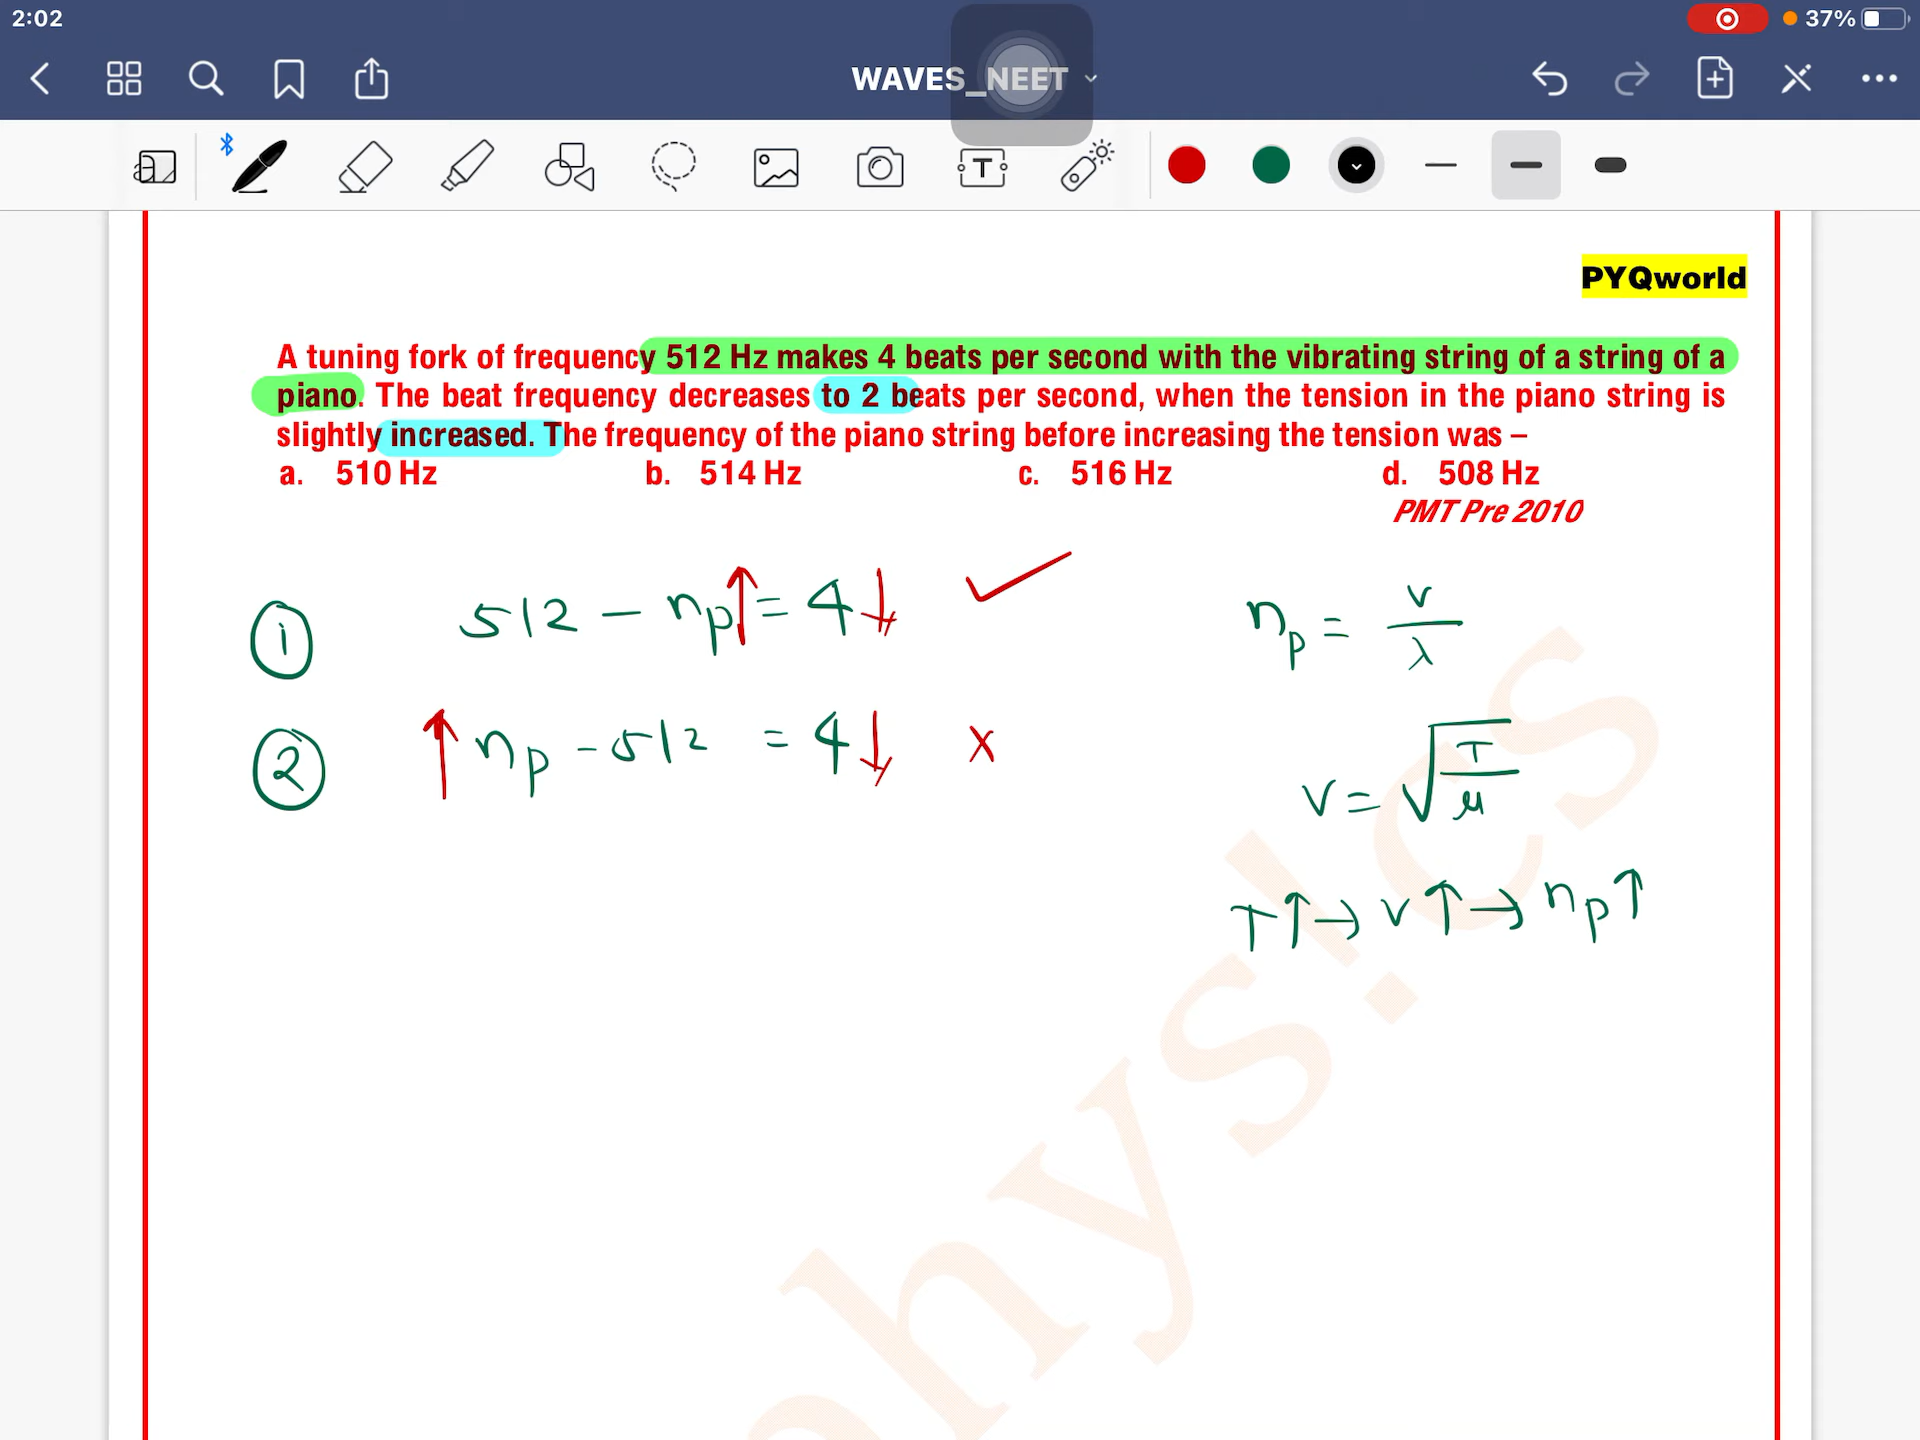 2:02
37%
WAVES_NEET
T
PYQworld
A tuning fork of frequency 512 Hz makes 4 beats per second with the vibrating string of a string of a
piano. The beat frequency decreases to 2 beats per second, when the tension in the piano string is
slightly increased. The frequency of the piano string before increasing the tension was –
a. 510 Hz b. 514 Hz c. 516 Hz d. 508 Hz
PMT Pre 2010
① 512 – np↑ = 4↓ ✓
② ↑ np – 512 = 4↓ x
np = v/λ
v = √(T/μ)
T↑ → v↑ → np↑
phys!cs